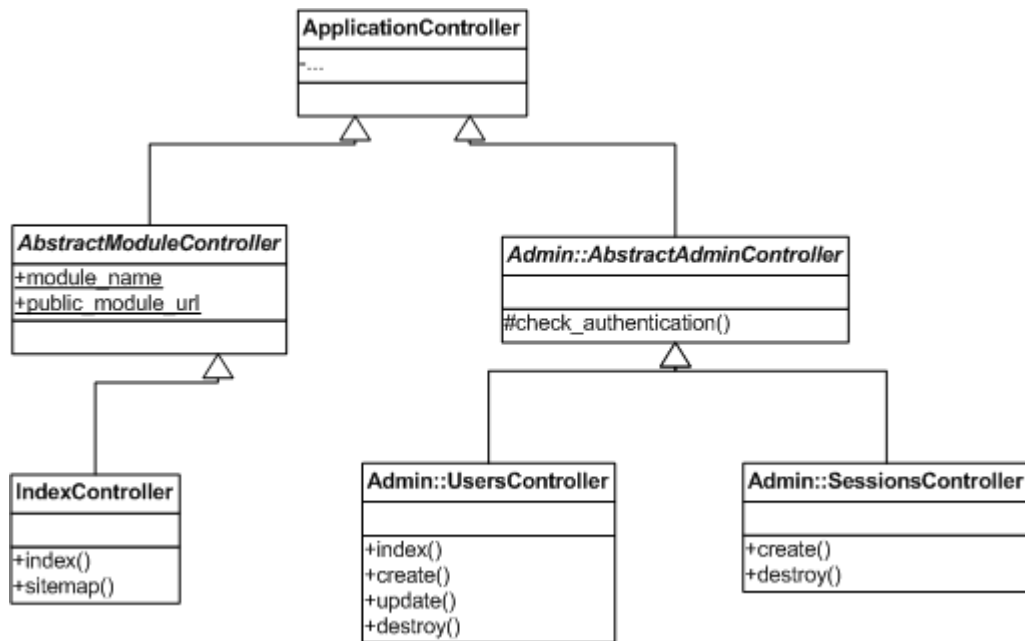 ApplicationController
-...
AbstractModuleController
+module_name
+public_module_url
Admin::AbstractAdminController
#check_authentication()
IndexController
+index()
+sitemap()
Admin::UsersController
+index()
+create()
+update()
+destroy()
Admin::SessionsController
+create()
+destroy()